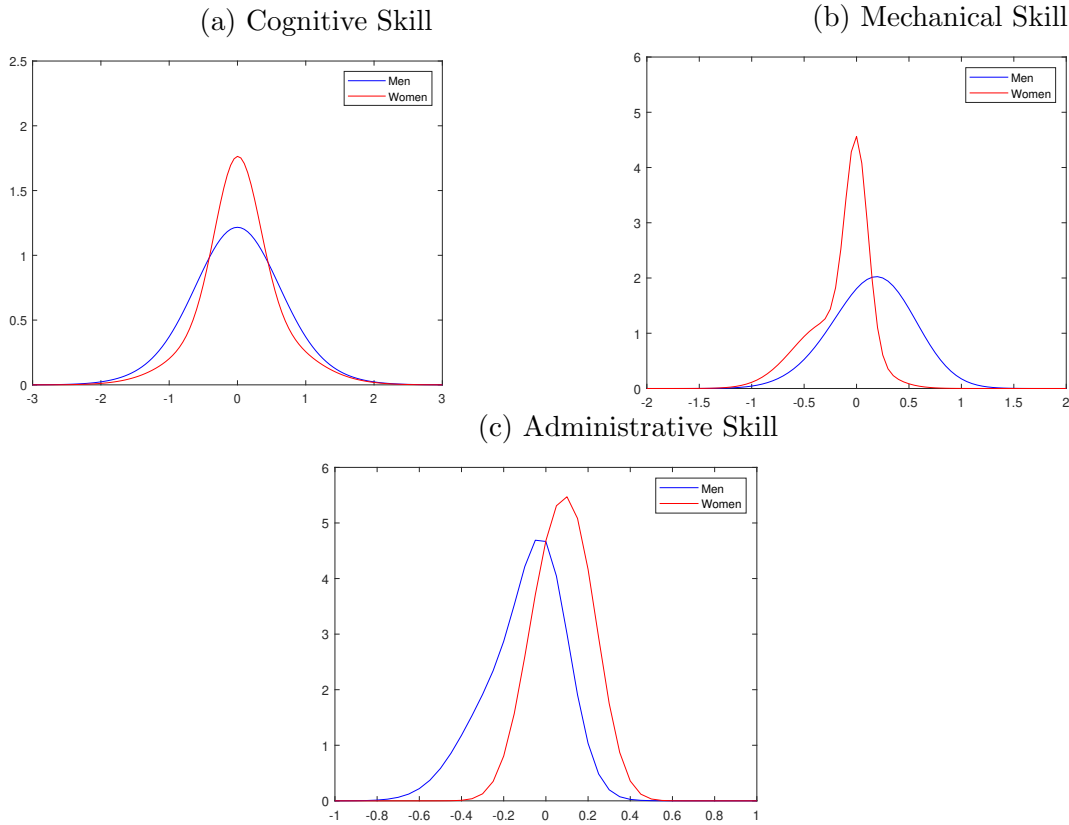 (a) Cognitive Skill
2.5
2
1.5
1
0.5
0
-3 -2 -1 0 1 2 3
Men
Women
(b) Mechanical Skill
6
5
4
3
2
1
0
-2 -1.5 -1 -0.5 0 0.5 1 1.5 2
Men
Women
(c) Administrative Skill
6
5
4
3
2
1
0
-1 -0.8 -0.6 -0.4 -0.2 0 0.2 0.4 0.6 0.8 1
Men
Women